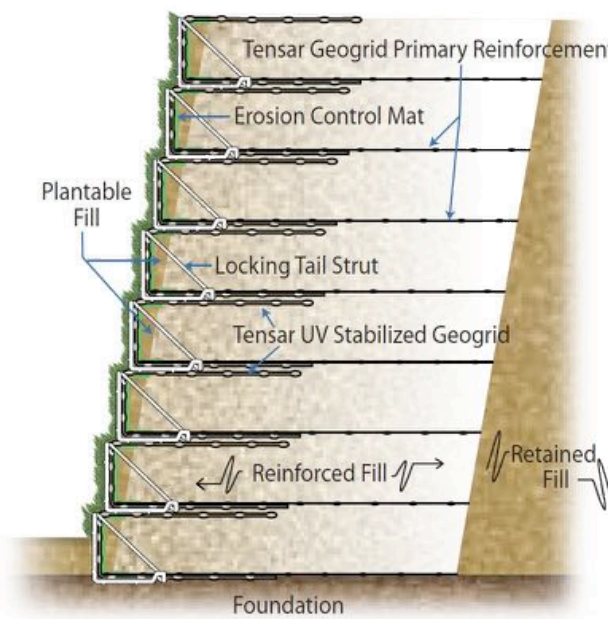 Tensar Geogrid Primary Reinforcement
Erosion Control Mat
Plantable
Fill
Locking Tail Strut
Tensar UV Stabilized Geogrid
Reinforced Fill
Retained
Fill
Foundation